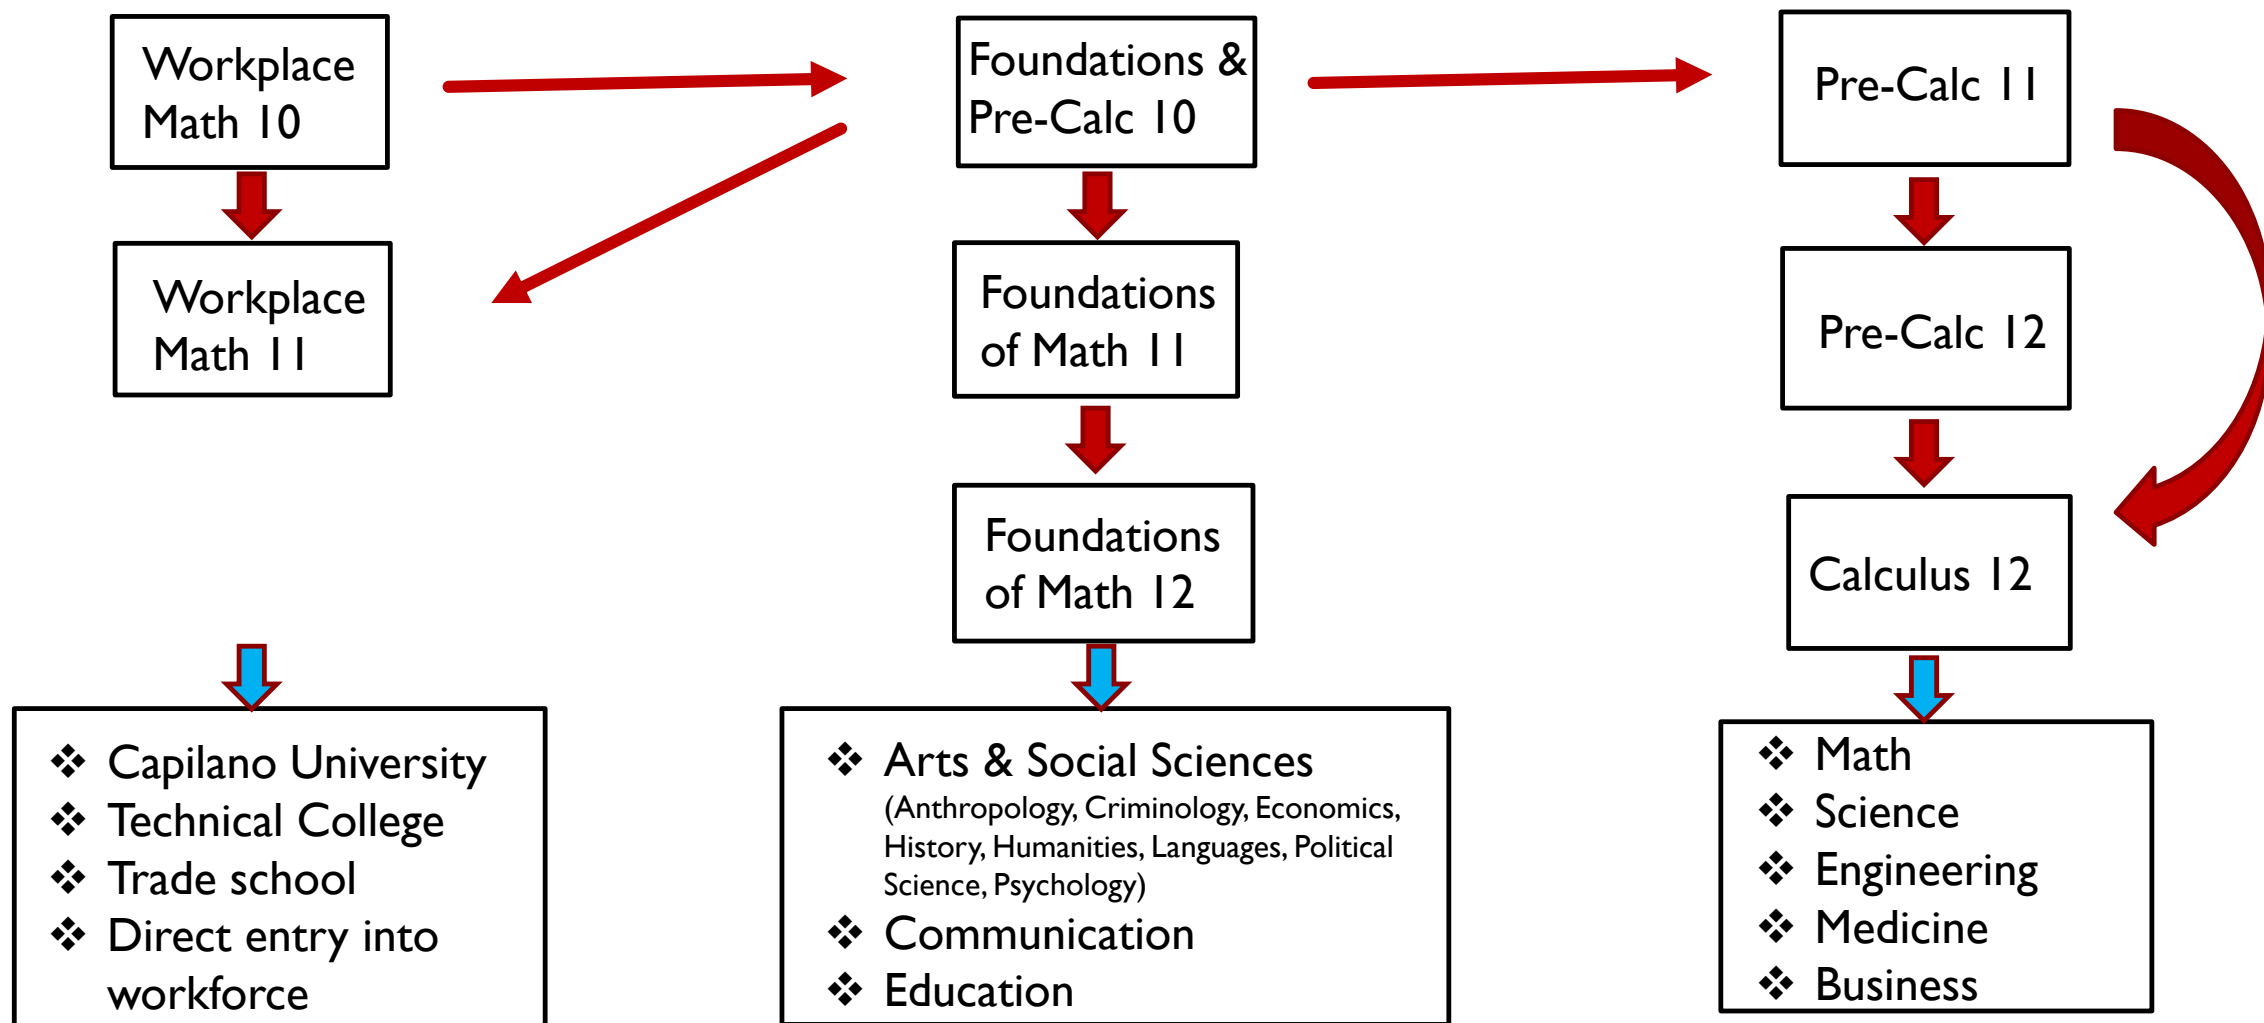 Workplace
Math 10
Foundations &
Pre-Calc 10
Pre-Calc 11
Workplace
Math 11
Foundations
of Math 11
Pre-Calc 12
Foundations
of Math 12
Calculus 12
❖ Capilano University
❖ Technical College
❖ Trade school
❖ Direct entry into
workforce
❖ Arts & Social Sciences
(Anthropology, Criminology, Economics,
History, Humanities, Languages, Political
Science, Psychology)
❖ Communication
❖ Education
❖ Math
❖ Science
❖ Engineering
❖ Medicine
❖ Business